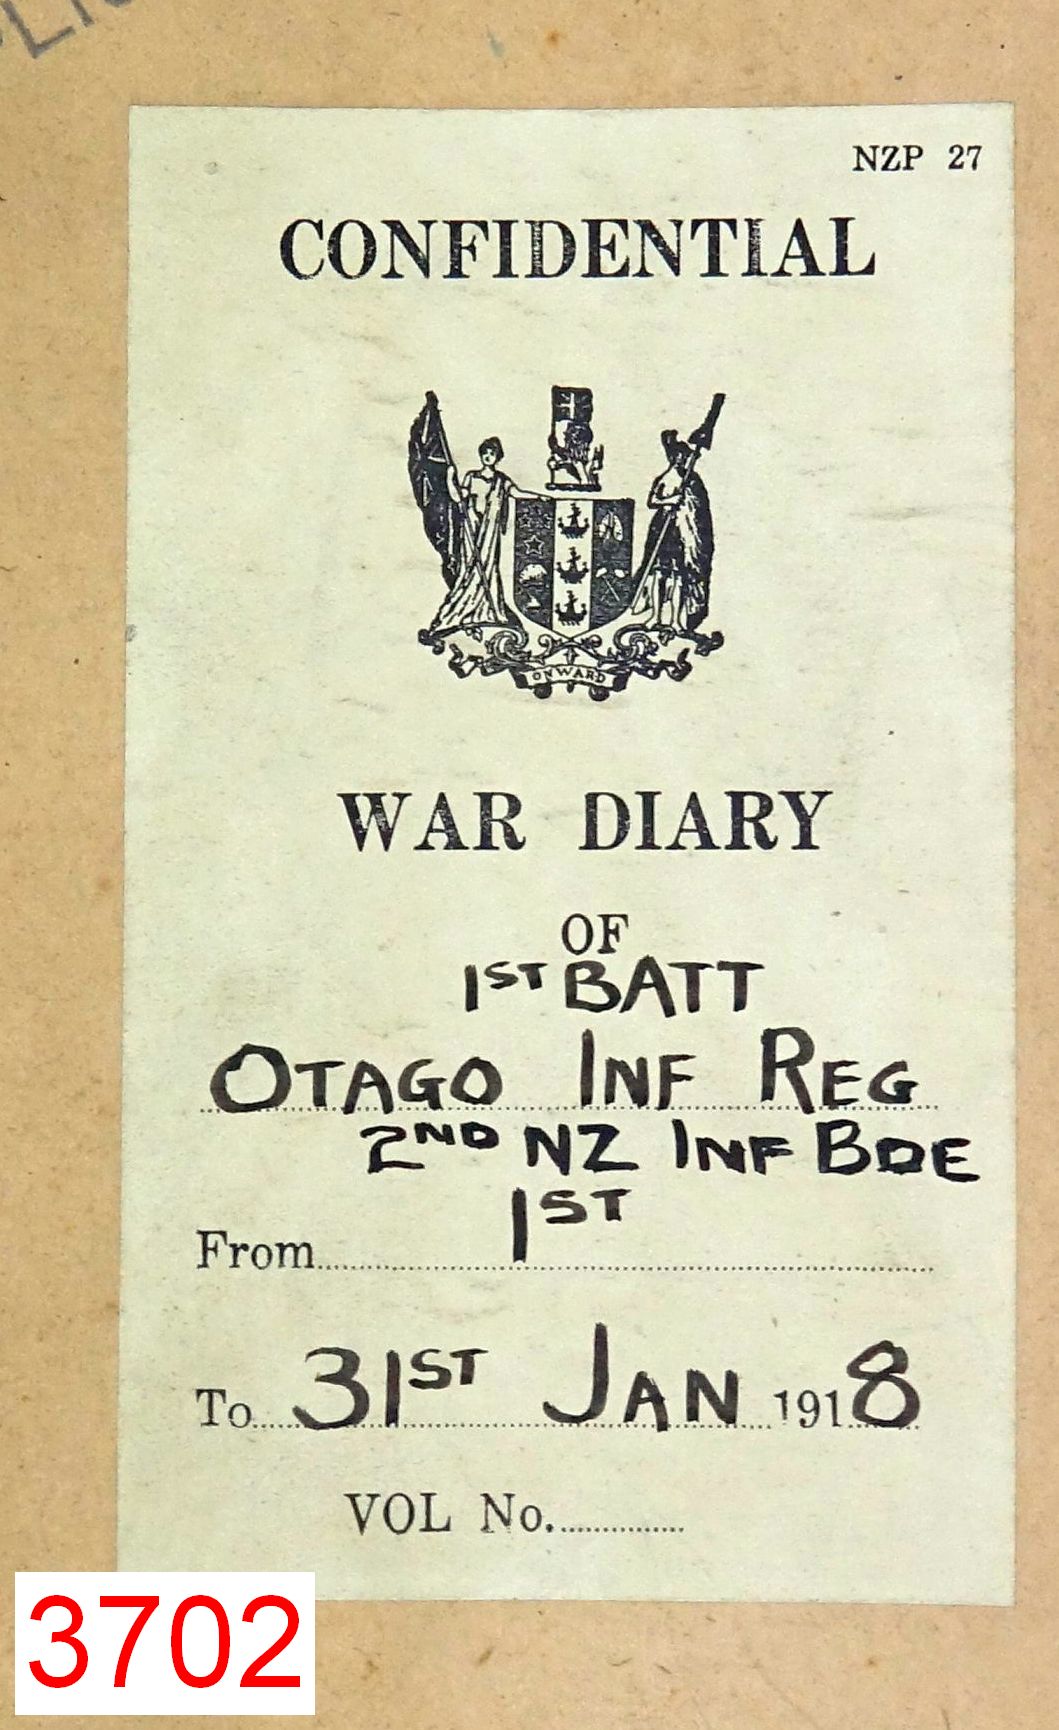 NZP 27
CONFIDENTIAL
ONWARD
WAR DIARY
OF
1ST BATT
OTAGO INF REG
2ND NZ INF BDE
From 1ST
To 31ST JAN 1918
VOL No.
3702